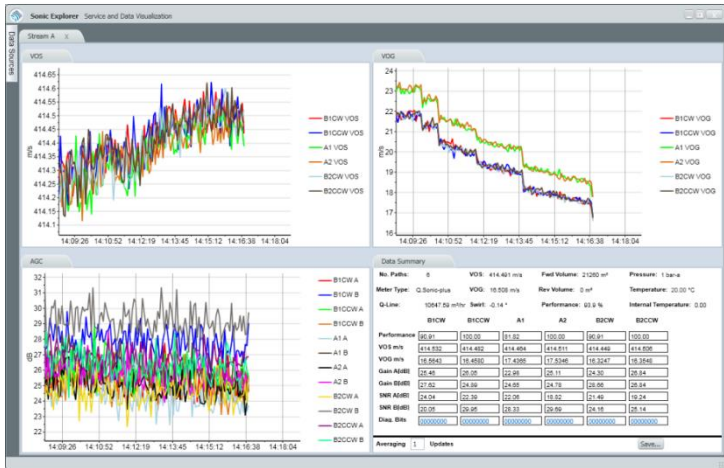 Sonic Explorer Service and Data Visualization
Data Sources
Stream A X
VOS
414.65
414.6
414.55
414.5
414.45
414.4
414.35
414.3
414.25
414.2
414.15
414.1
m/s
14:09:26 14:10:52 14:12:19 14:13:45 14:15:12 14:16:38 14:18:04
B1CW VOS
B1CCW VOS
A1 VOS
A2 VOS
B2CW VOS
B2CCW VOS
VOG
24
23
22
21
20
19
18
17
16
m/s
14:09:26 14:10:52 14:12:19 14:13:45 14:15:12 14:16:38 14:18:04
B1CW VOG
B1CCW VOG
A1 VOG
A2 VOG
B2CW VOG
B2CCW VOG
AGC
32
31
30
29
28
27
26
25
24
23
22
dB
14:09:26 14:10:52 14:12:19 14:13:45 14:15:12 14:16:38 14:18:04
B1CW A
B1CW B
B1CCW A
B1CCW B
A1 A
A1 B
A2 A
A2 B
B2CW A
B2CW B
B2CCW A
B2CCW B
Data Summary
No. Paths: 6 VOS: 414.491 m/s Fwd Volume: 21260 m³ Pressure: 1 bar-a
Meter Type: Q.Sonic-plus VOG: 16.508 m/s Rev Volume: 0 m³ Temperature: 20.00 °C
Q-Line: 10647.59 m³/hr Swirl: -0.14 ° Performance: 93.9 % Internal Temperature: 0.00
B1CW B1CCW A1 A2 B2CW B2CCW
Performance 90.91 100.00 81.82 100.00 90.91 100.00
VOS m/s 414.532 414.482 414.464 414.511 414.449 414.506
VOG m/s 16.5643 16.4580 17.4365 17.5346 16.3247 16.3548
Gain A[dB] 25.46 26.05 22.96 25.11 24.30 26.84
Gain B[dB] 27.62 24.89 24.65 24.78 28.66 26.84
SNR A[dB] 24.04 22.39 22.06 18.82 21.49 19.24
SNR B[dB] 20.05 29.95 28.33 29.69 24.16 25.14
Diag. Bits 00000000 00000000 00000000 00000000 00000000 00000000
Averaging 1 Updates Save...